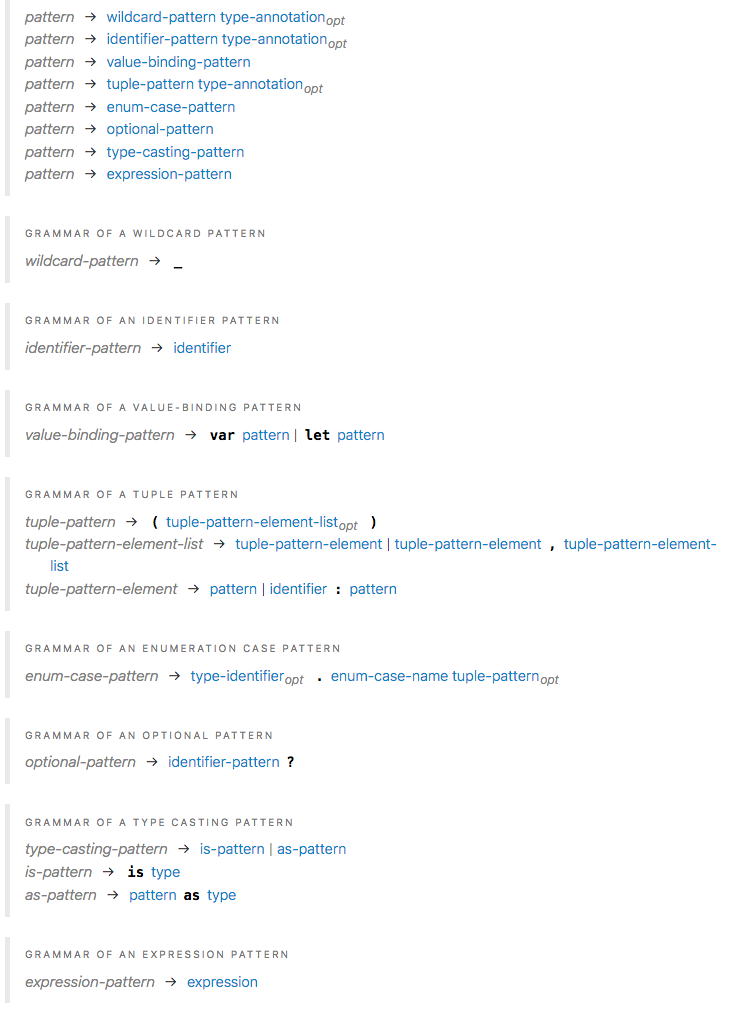 pattern → wildcard-pattern type-annotation opt
pattern → identifier-pattern type-annotation opt
pattern → value-binding-pattern
pattern → tuple-pattern type-annotation opt
pattern → enum-case-pattern
pattern → optional-pattern
pattern → type-casting-pattern
pattern → expression-pattern
GRAMMAR OF A WILDCARD PATTERN
wildcard-pattern → _
GRAMMAR OF AN IDENTIFIER PATTERN
identifier-pattern → identifier
GRAMMAR OF A VALUE-BINDING PATTERN
value-binding-pattern → var pattern | let pattern
GRAMMAR OF A TUPLE PATTERN
tuple-pattern → ( tuple-pattern-element-list opt )
tuple-pattern-element-list → tuple-pattern-element | tuple-pattern-element , tuple-pattern-element-
list
tuple-pattern-element → pattern | identifier : pattern
GRAMMAR OF AN ENUMERATION CASE PATTERN
enum-case-pattern → type-identifier opt . enum-case-name tuple-pattern opt
GRAMMAR OF AN OPTIONAL PATTERN
optional-pattern → identifier-pattern ?
GRAMMAR OF A TYPE CASTING PATTERN
type-casting-pattern → is-pattern | as-pattern
is-pattern → is type
as-pattern → pattern as type
GRAMMAR OF AN EXPRESSION PATTERN
expression-pattern → expression